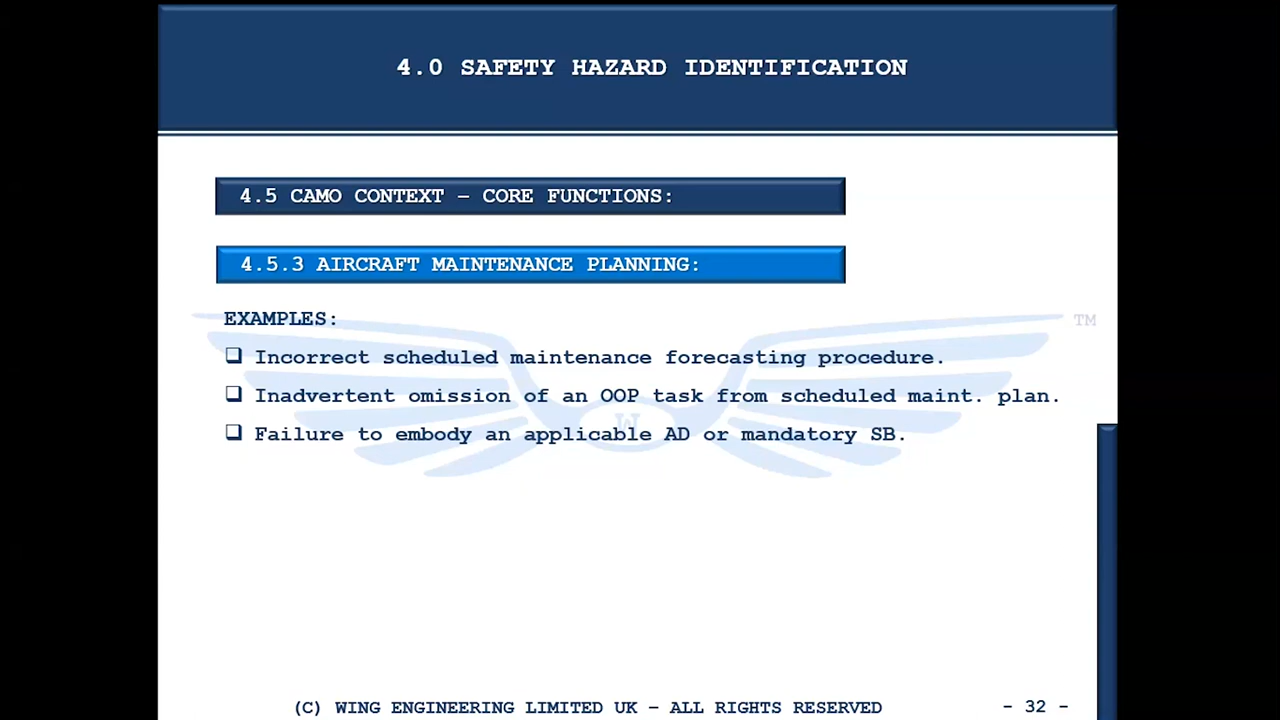 4.0 SAFETY HAZARD IDENTIFICATION
4.5 CAMO CONTEXT – CORE FUNCTIONS:
4.5.3 AIRCRAFT MAINTENANCE PLANNING:
EXAMPLES:
TM
❑ Incorrect scheduled maintenance forecasting procedure.
❑ Inadvertent omission of an OOP task from scheduled maint. plan.
❑ Failure to embody an applicable AD or mandatory SB.
W
(C) WING ENGINEERING LIMITED UK – ALL RIGHTS RESERVED
- 32 -